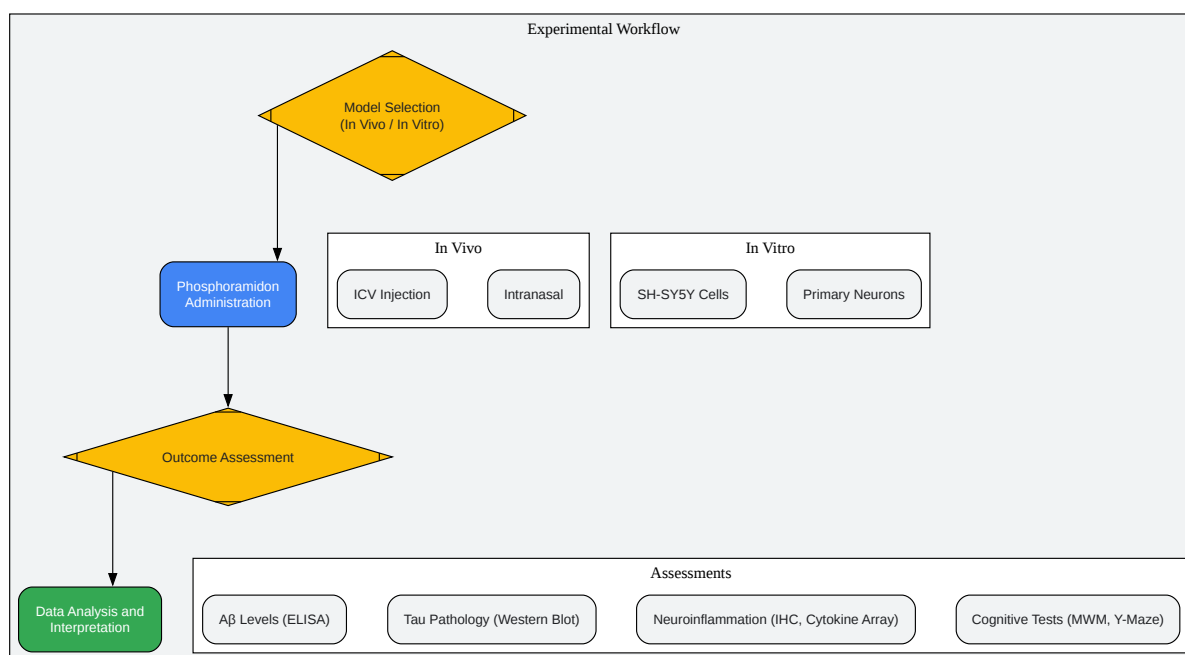 Experimental Workflow
Model Selection
(In Vivo / In Vitro)
In Vivo
In Vitro
Phosphoramidon
Administration
ICV Injection
Intranasal
SH-SY5Y Cells
Primary Neurons
Outcome Assessment
Assessments
Data Analysis and
Interpretation
Aβ Levels (ELISA)
Tau Pathology (Western Blot)
Neuroinflammation (IHC, Cytokine Array)
Cognitive Tests (MWM, Y-Maze)